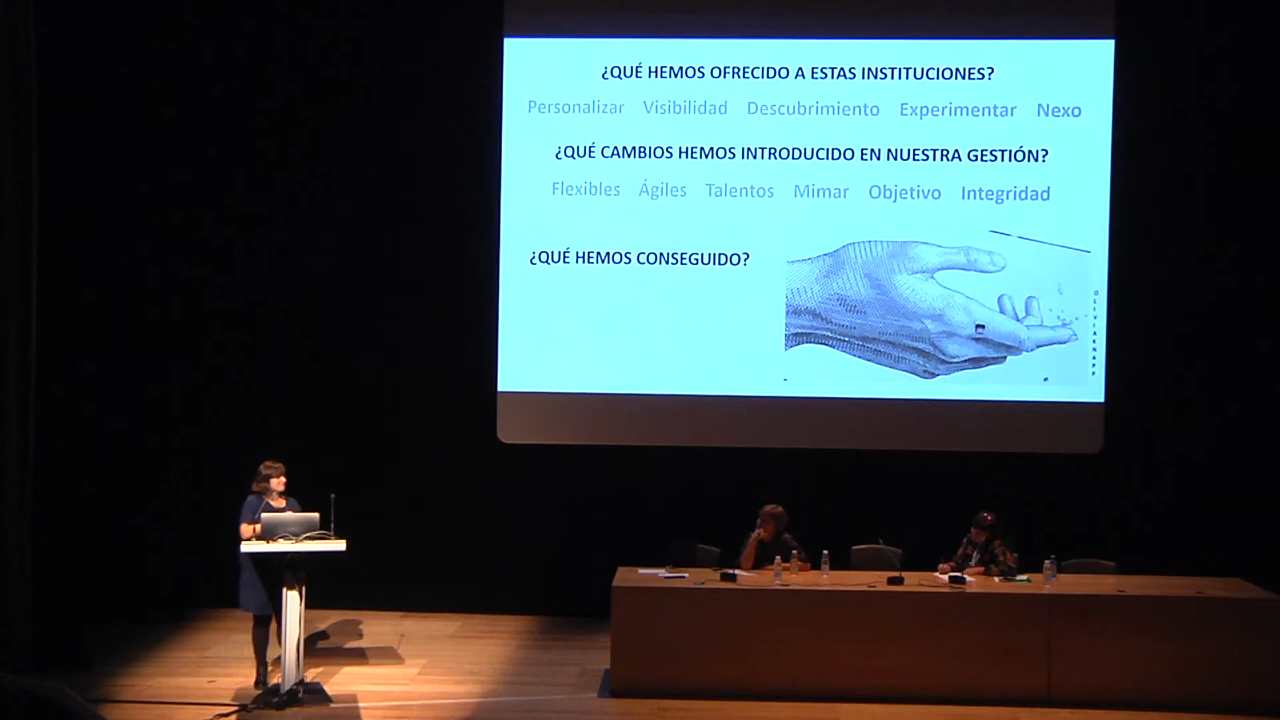 ¿QUÉ HEMOS OFRECIDO A ESTAS INSTITUCIONES?
Personalizar Visibilidad Descubrimiento Experimentar Nexo
¿QUÉ CAMBIOS HEMOS INTRODUCIDO EN NUESTRA GESTIÓN?
Flexibles Ágiles Talentos Mimar Objetivo Integridad
¿QUÉ HEMOS CONSEGUIDO?
OLIVIAKNAPP